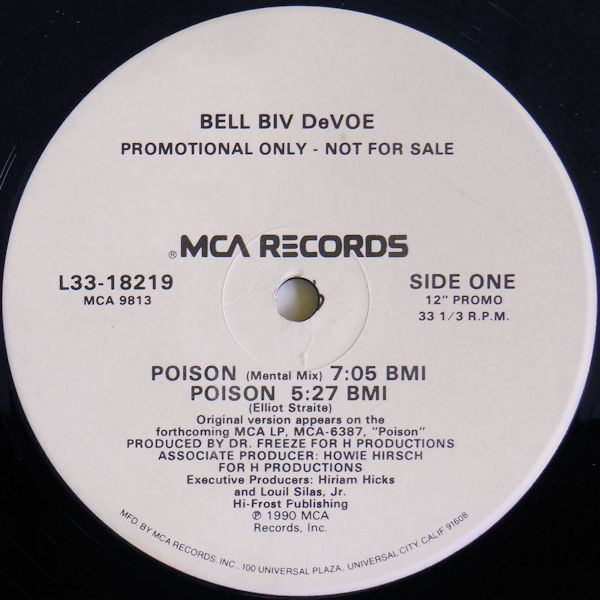 BELL BIV DeVOE
PROMOTIONAL ONLY - NOT FOR SALE
® MCA RECORDS
L33-18219
MCA 9813
SIDE ONE
12" PROMO
33 1/3 R.P.M.
POISON (Mental Mix) 7:05 BMI
POISON 5:27 BMI
(Elliot Straite)
Original version appears on the
forthcoming MCA LP, MCA-6387, "Poison"
PRODUCED BY DR. FREEZE FOR H PRODUCTIONS
ASSOCIATE PRODUCER: HOWIE HIRSCH
FOR H PRODUCTIONS
Executive Producers: Hiriam Hicks
and Louil Silas, Jr.
Hi-Frost Publishing
℗ 1990 MCA
Records, Inc.
MFD. BY MCA RECORDS, INC., 100 UNIVERSAL PLAZA, UNIVERSAL CITY, CALIF 91608